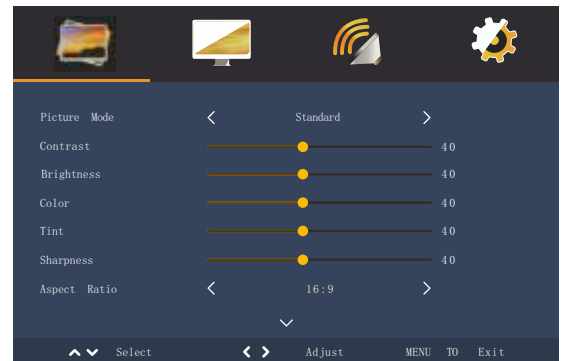 Picture Mode Standard
Contrast 40
Brightness 40
Color 40
Tint 40
Sharpness 40
Aspect Ratio 16:9
Select Adjust MENU TO Exit